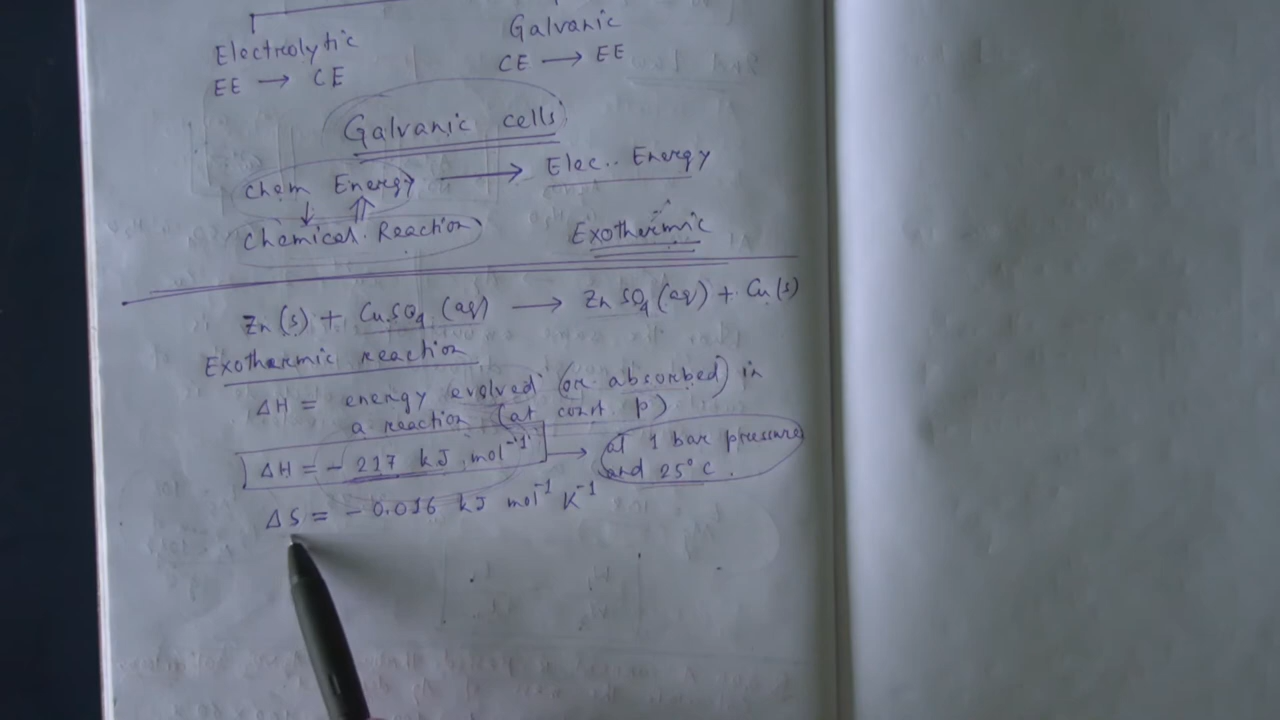 Electrolytic
Galvanic
EE → CE
CE → EE
Galvanic cells
Chem Energy → Elec.. Energy
↓ ⇑
Chemical Reaction
Exothermic
Zn(s) + CuSO4 (aq) → ZnSO4 (aq) + Cu(s)
Exothermic reaction
ΔH = energy evolved (or absorbed) in
a reaction (at const. p)
ΔH = - 217 kJ mol⁻¹ → at 1 bar pressure
and 25° C.
ΔS = - 0.016 kJ mol⁻¹ K⁻¹